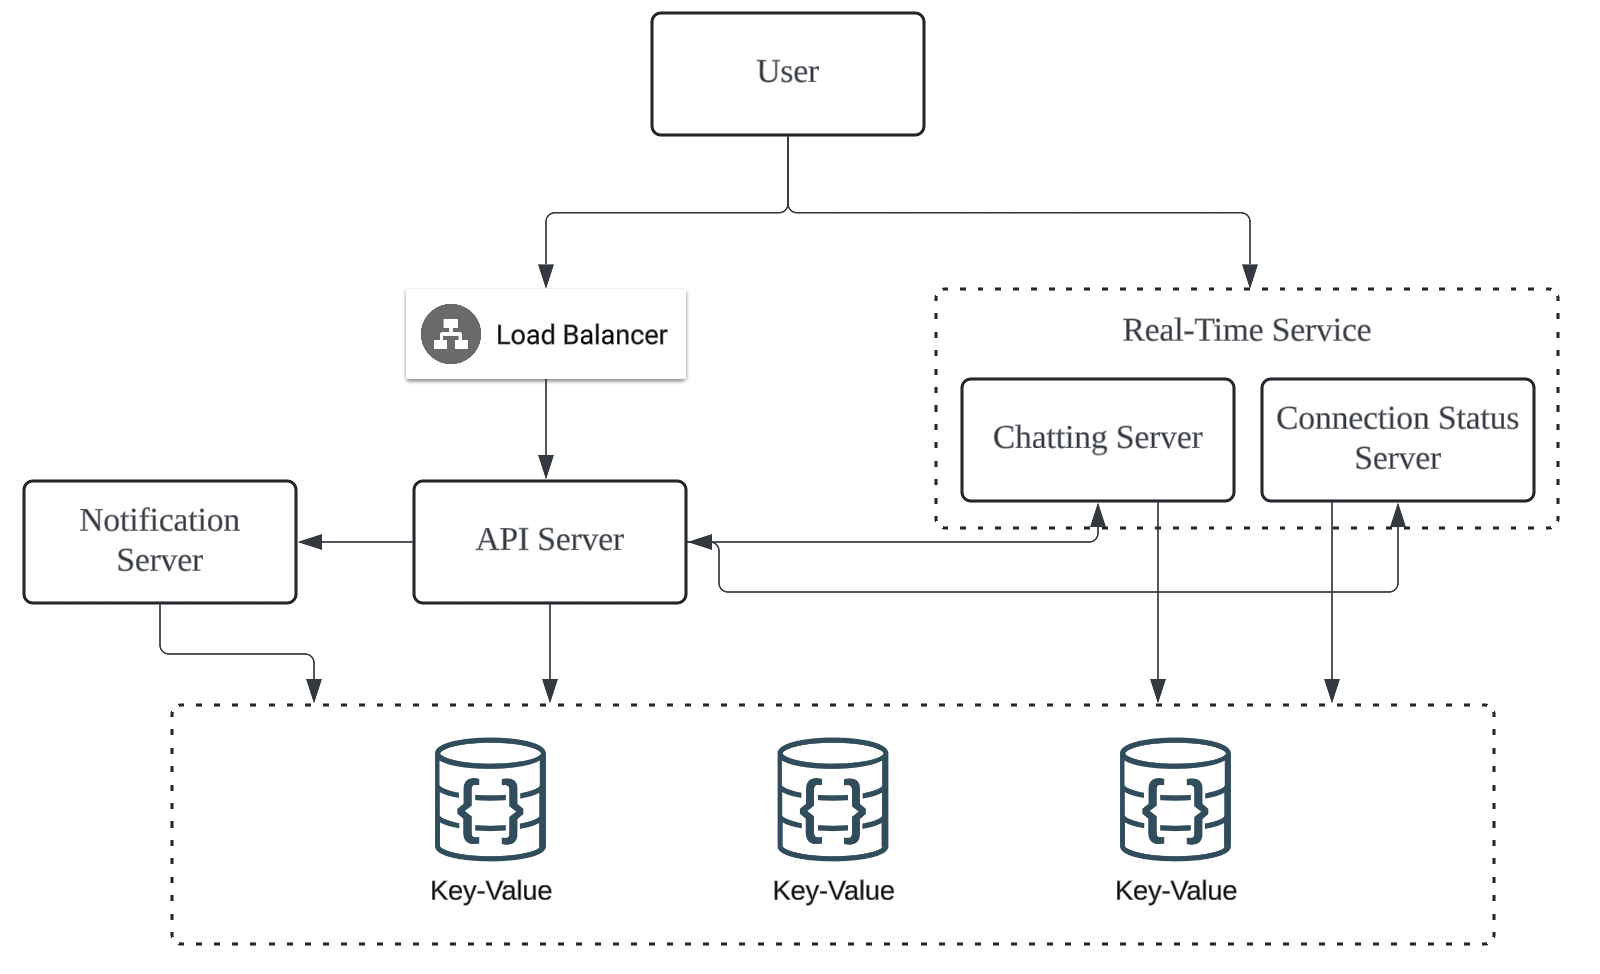 User
Load Balancer
Real-Time Service
Chatting Server
Connection Status
Server
Notification
Server
API Server
Key-Value
Key-Value
Key-Value